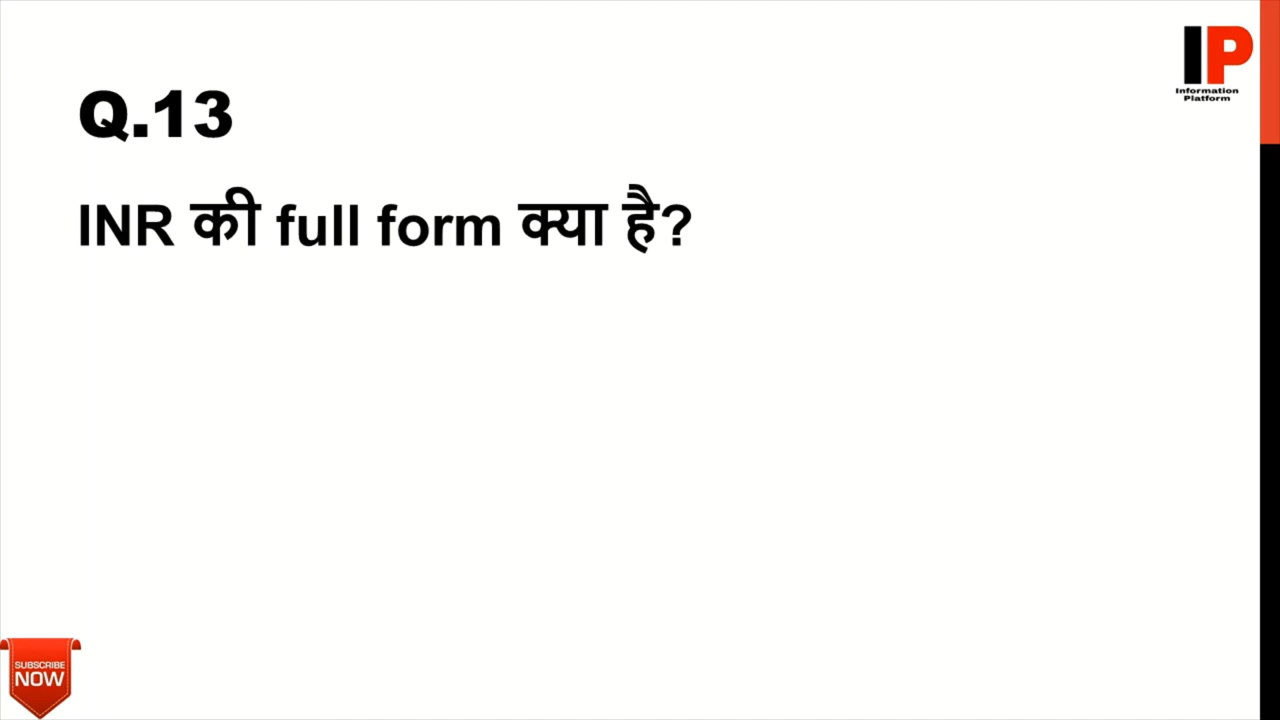 IP
Information
Platform
Q.13
INR की full form क्या है?
SUBSCRIBE
NOW